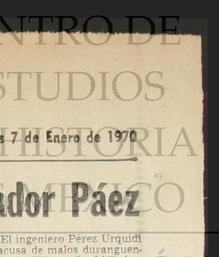 NTRO DE
STUDIOS
s 7 de Enero de 1970
HISTORIA
ador Páez
MÉXICO
El ingeniero Pérez Urquidi
acusa de malos duranguen-